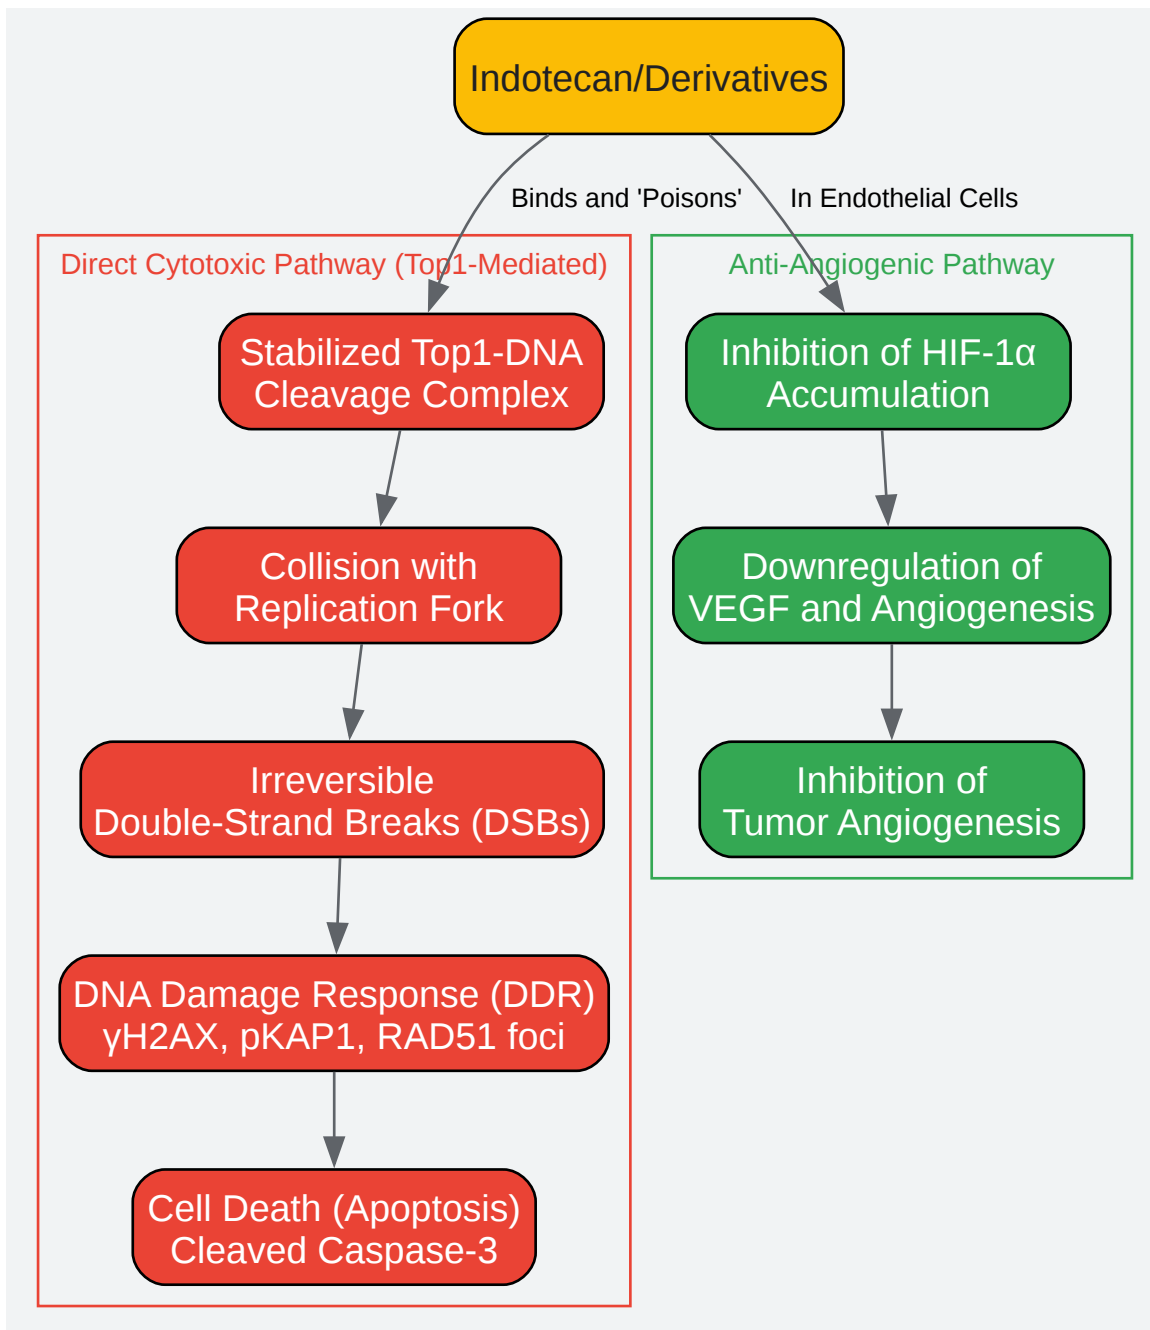 Indotecan/Derivatives
Binds and 'Poisons'
In Endothelial Cells
Direct Cytotoxic Pathway (Top1-Mediated)
Stabilized Top1-DNA
Cleavage Complex
Collision with
Replication Fork
Irreversible
Double-Strand Breaks (DSBs)
DNA Damage Response (DDR)
γH2AX, pKAP1, RAD51 foci
Cell Death (Apoptosis)
Cleaved Caspase-3
Anti-Angiogenic Pathway
Inhibition of HIF-1α
Accumulation
Downregulation of
VEGF and Angiogenesis
Inhibition of
Tumor Angiogenesis